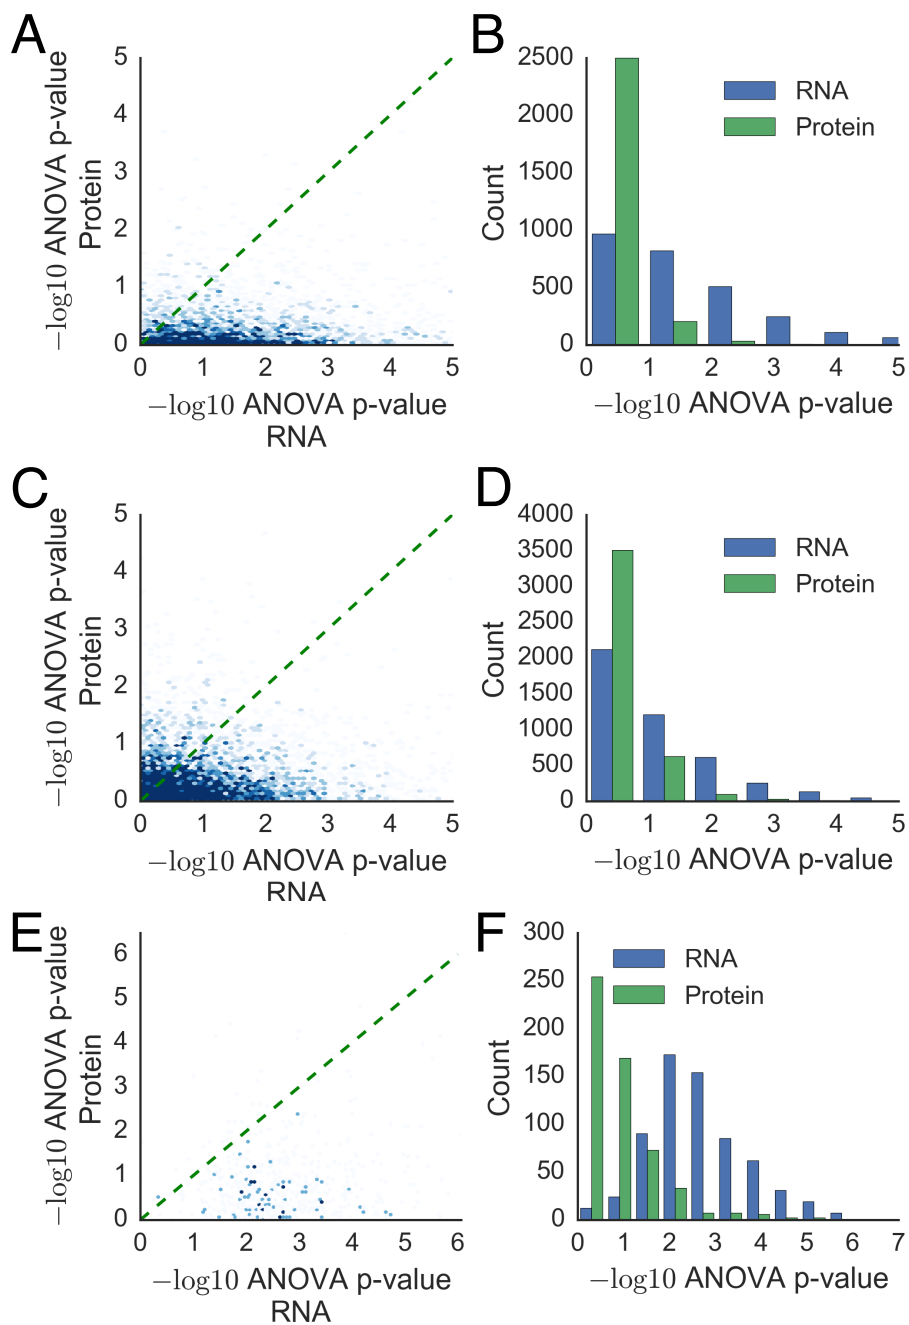 A
−log10 ANOVA p-value
Protein
5
4
3
2
1
0
0 1 2 3 4 5
−log10 ANOVA p-value
RNA
B
Count
2500
2000
1500
1000
500
0
RNA
Protein
0 1 2 3 4 5
−log10 ANOVA p-value
C
−log10 ANOVA p-value
Protein
5
4
3
2
1
0
0 1 2 3 4 5
−log10 ANOVA p-value
RNA
D
Count
4000
3500
3000
2500
2000
1500
1000
500
0
RNA
Protein
0 1 2 3 4 5
−log10 ANOVA p-value
E
−log10 ANOVA p-value
Protein
6
5
4
3
2
1
0
0 1 2 3 4 5 6
−log10 ANOVA p-value
RNA
F
Count
300
250
200
150
100
50
0
RNA
Protein
0 1 2 3 4 5 6 7
−log10 ANOVA p-value